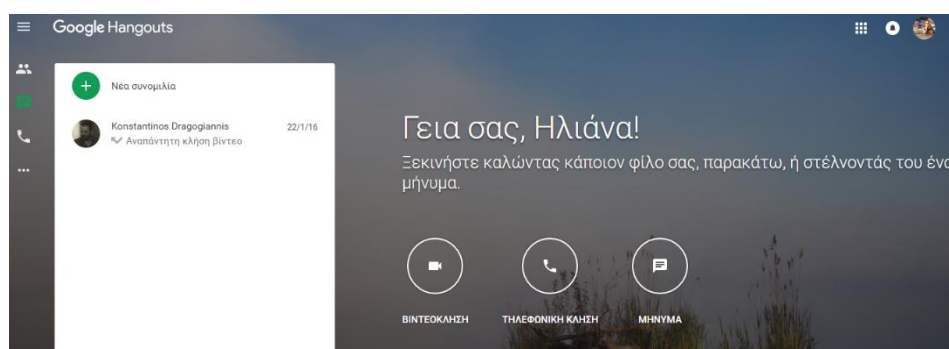 Google Hangouts
Νέα συνομιλία
Konstantinos Dragogiannis 22/1/16
Αναπάντητη κλήση βίντεο
Γεια σας, Ηλιάνα!
Ξεκινήστε καλώντας κάποιον φίλο σας, παρακάτω, ή στέλνοντάς του ένα
μήνυμα.
ΒΙΝΤΕΟΚΛΗΣΗ ΤΗΛΕΦΩΝΙΚΗ ΚΛΗΣΗ ΜΗΝΥΜΑ